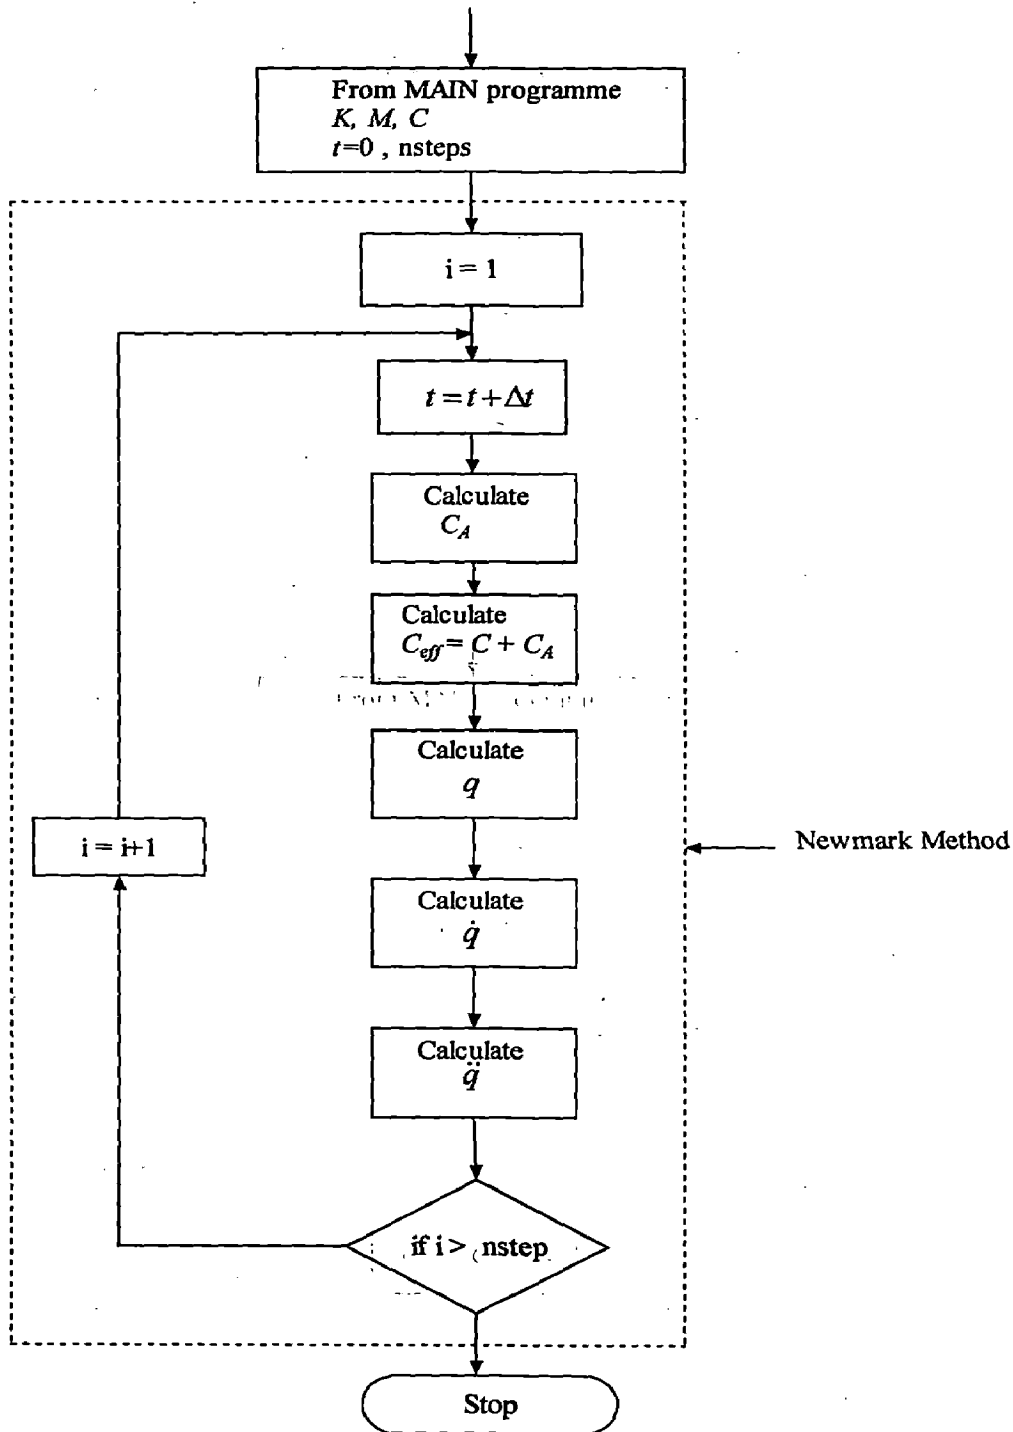 From MAIN programme
K, M, C
t=0 , nsteps
i = 1
t = t + Δt
Calculate
C_A
Calculate
C_eff = C + C_A
Calculate
q
i = i+1
Newmark Method
Calculate
q̇
Calculate
q̈
if i > nstep
Stop